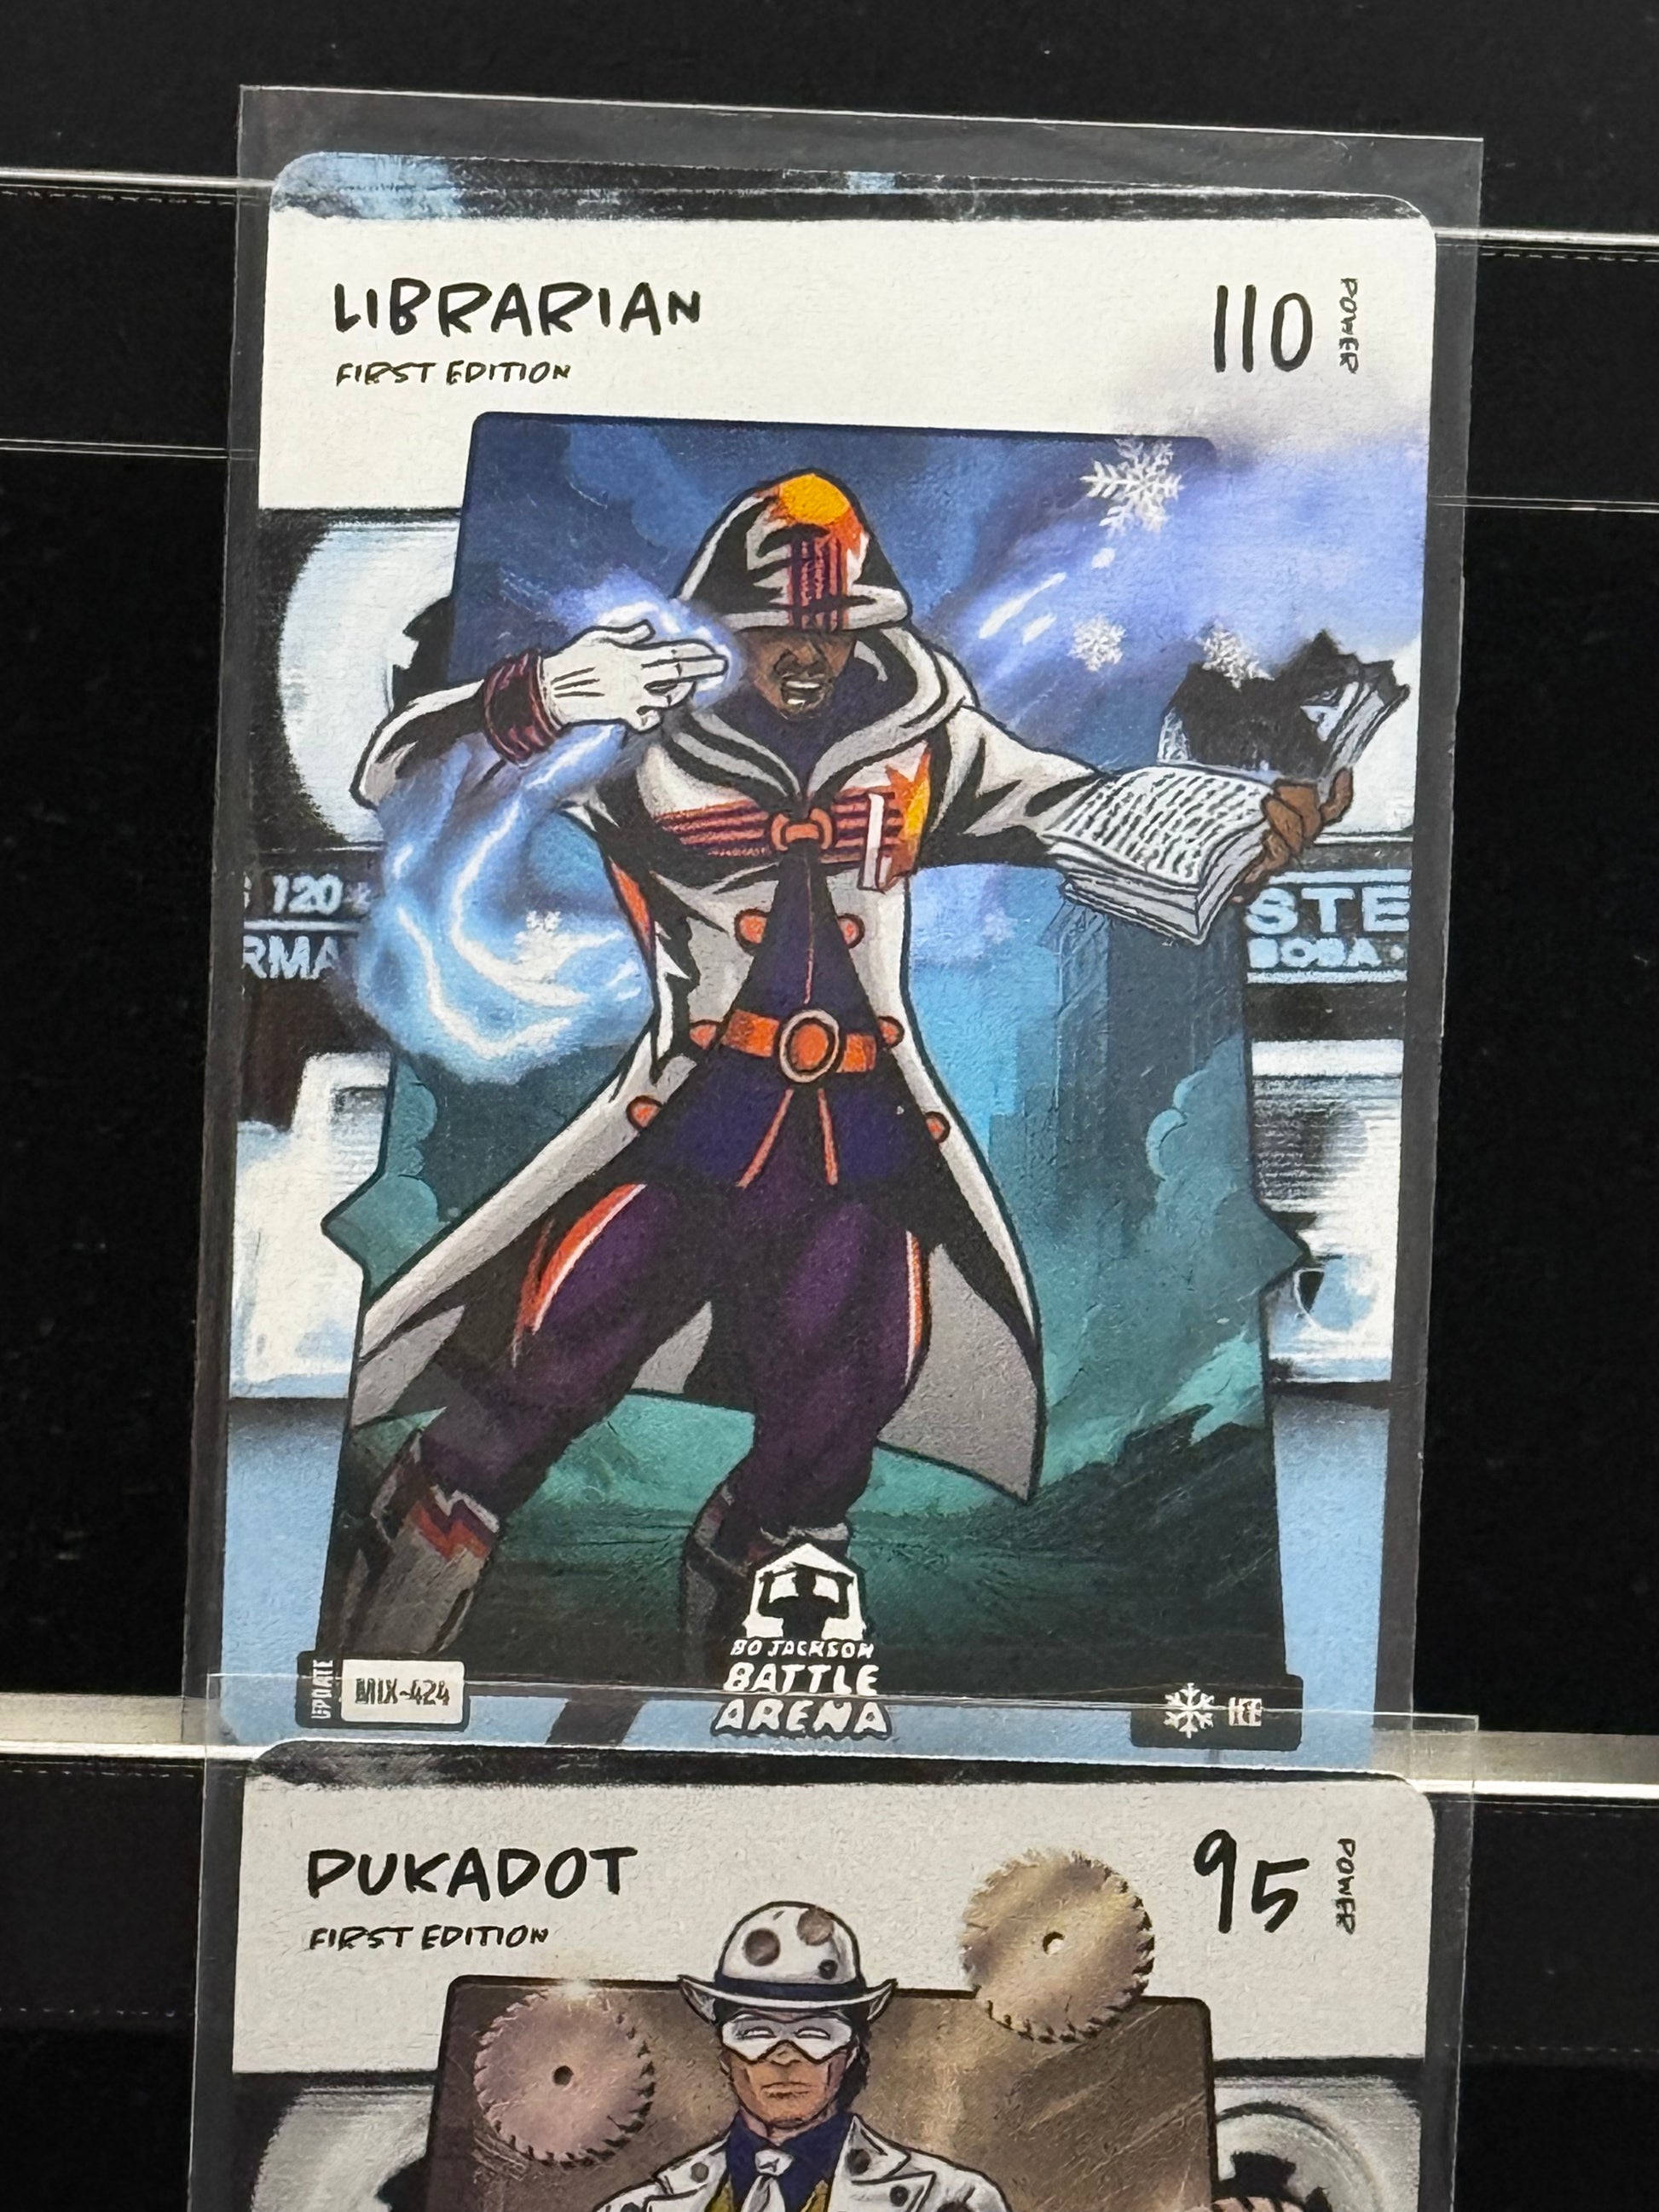 LIBRARIAN
FIRST EDITION
110
POWER
120
RMA
STE
BOBA
BO JACKSON
BATTLE
ARENA
UPDATE
MIX-424
ICE
PUKADOT
FIRST EDITION
95
POWER